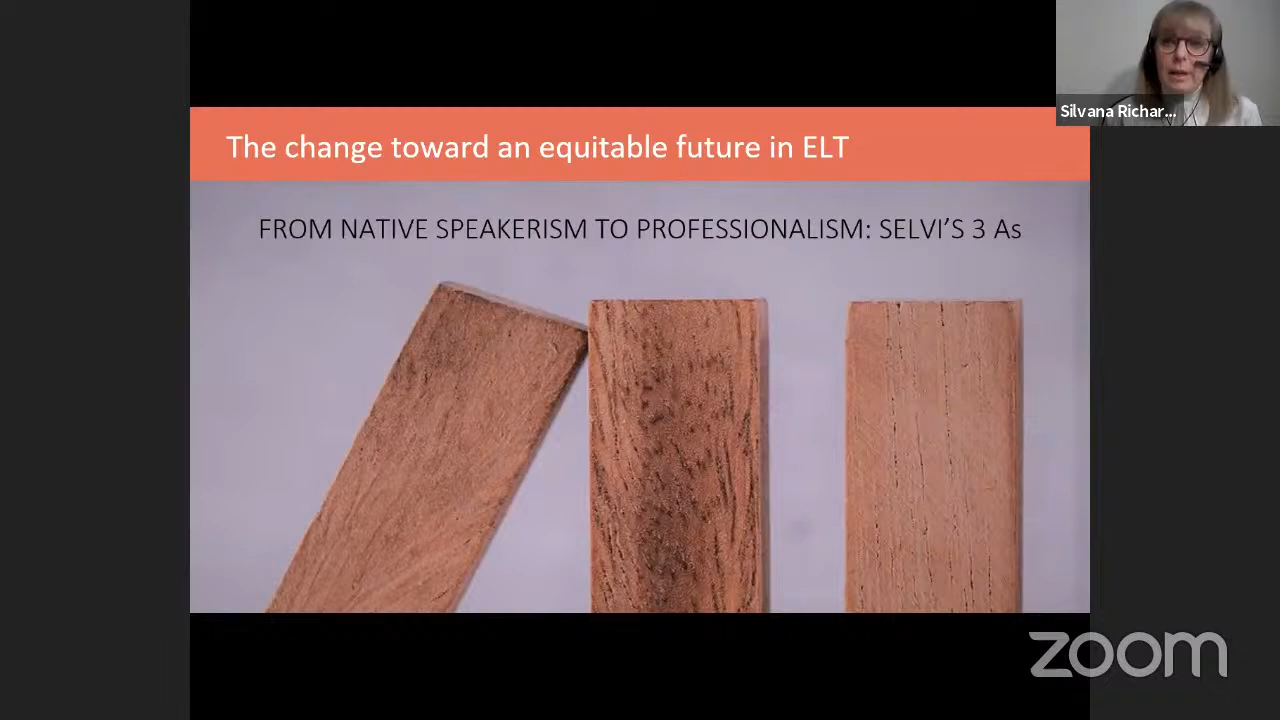 Silvana Richar...
The change toward an equitable future in ELT
FROM NATIVE SPEAKERISM TO PROFESSIONALISM: SELVI’S 3 As
zoom